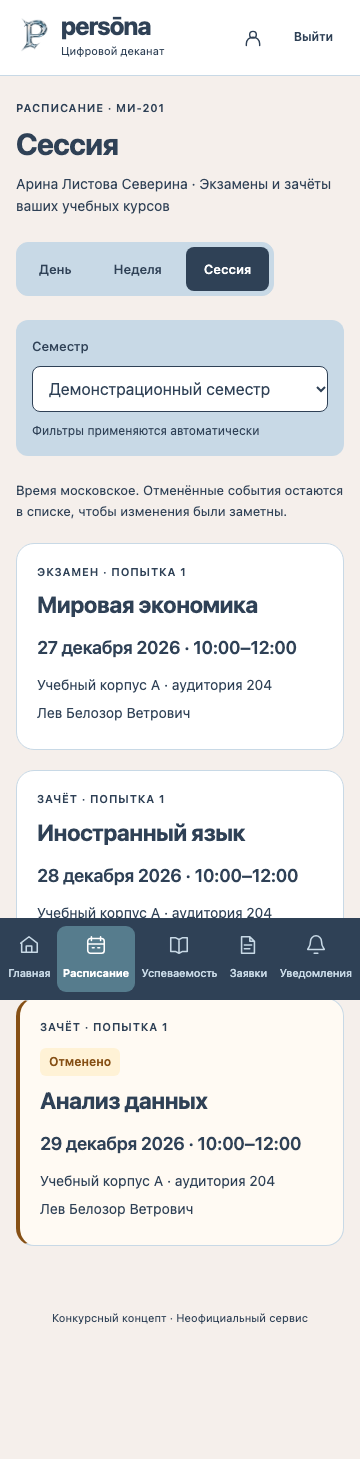 persōna
Цифровой деканат
Выйти
РАСПИСАНИЕ · МИ-201
Сессия
Арина Листова Северина · Экзамены и зачёты
ваших учебных курсов
День
Неделя
Сессия
Семестр
Демонстрационный семестр
Фильтры применяются автоматически
Время московское. Отменённые события остаются
в списке, чтобы изменения были заметны.
ЭКЗАМЕН · ПОПЫТКА 1
Мировая экономика
27 декабря 2026 · 10:00–12:00
Учебный корпус А · аудитория 204
Лев Белозор Ветрович
ЗАЧЁТ · ПОПЫТКА 1
Иностранный язык
28 декабря 2026 · 10:00–12:00
Учебный корпус А · аудитория 204
Главная
Расписание
Успеваемость
Заявки
Уведомления
ЗАЧЁТ · ПОПЫТКА 1
Отменено
Анализ данных
29 декабря 2026 · 10:00–12:00
Учебный корпус А · аудитория 204
Лев Белозор Ветрович
Конкурсный концепт · Неофициальный сервис